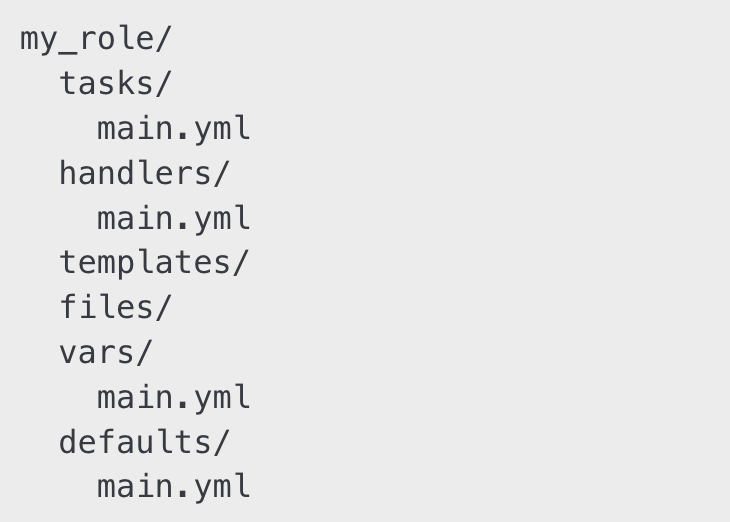 my_role/
  tasks/
    main.yml
  handlers/
    main.yml
  templates/
  files/
  vars/
    main.yml
  defaults/
    main.yml